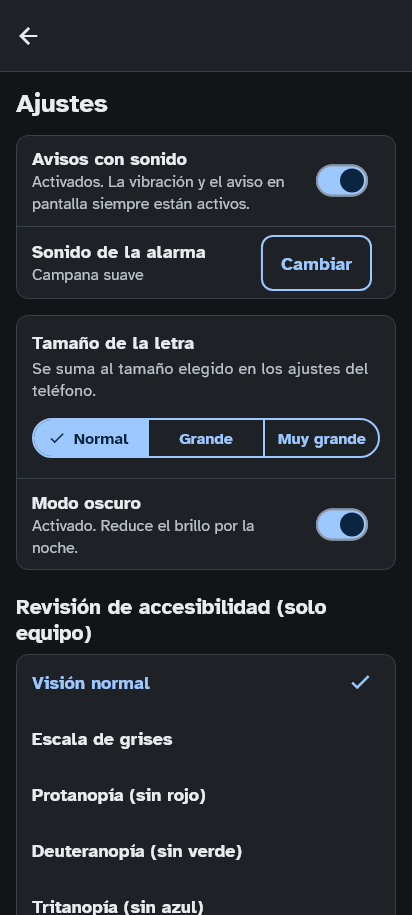 Ajustes
Avisos con sonido
Activados. La vibración y el aviso en
pantalla siempre están activos.
Sonido de la alarma
Campana suave
Cambiar
Tamaño de la letra
Se suma al tamaño elegido en los ajustes del
teléfono.
Normal
Grande
Muy grande
Modo oscuro
Activado. Reduce el brillo por la
noche.
Revisión de accesibilidad (solo
equipo)
Visión normal
Escala de grises
Protanopía (sin rojo)
Deuteranopía (sin verde)
Tritanopía (sin azul)